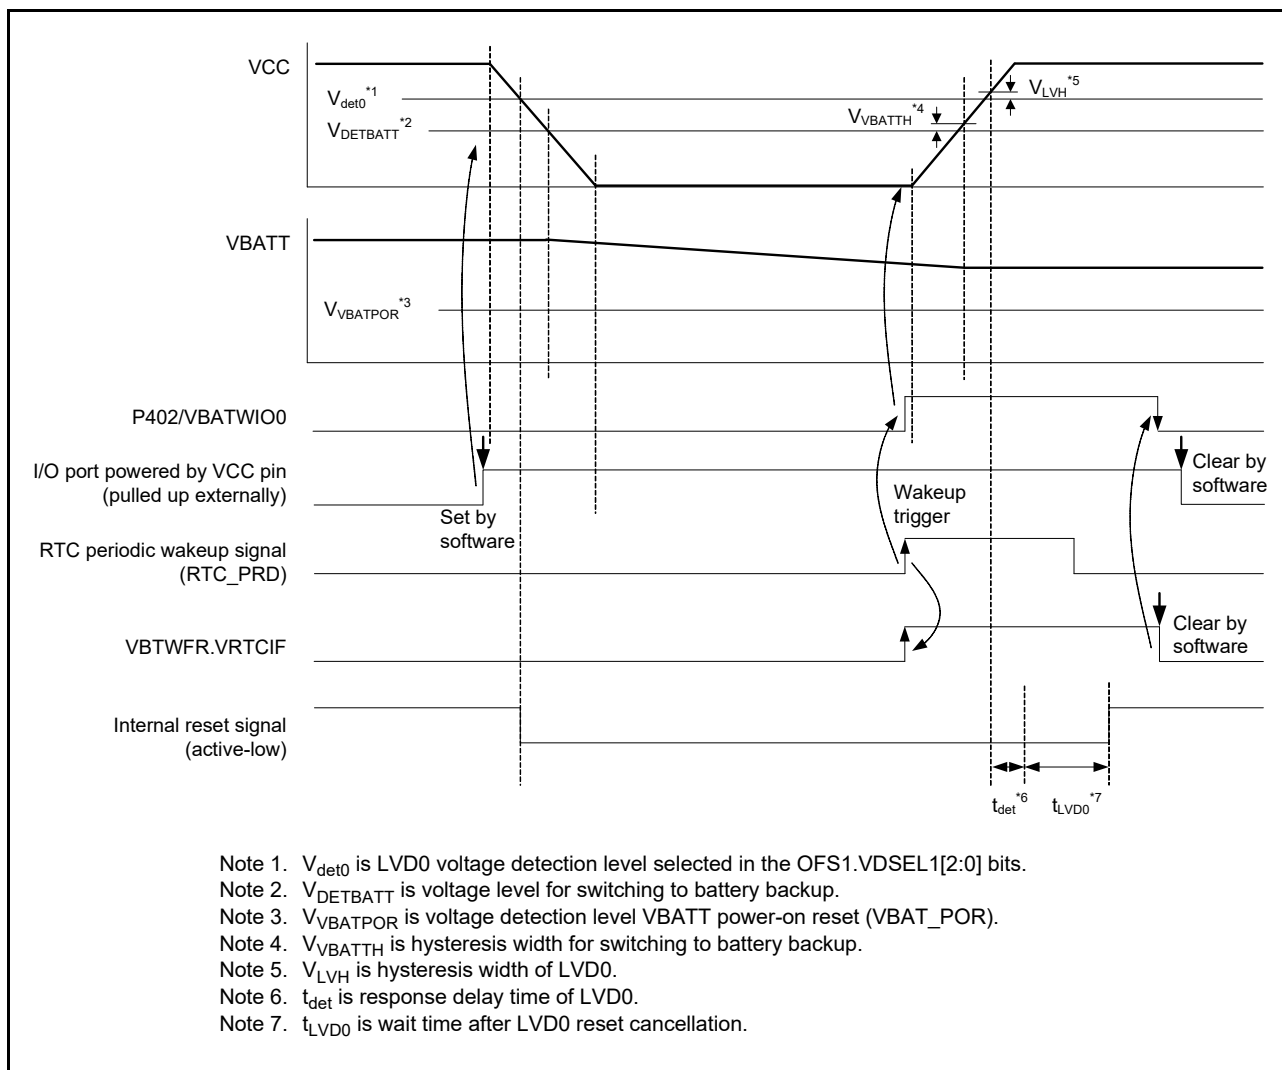 VCC
Vdet0*1
VDETBATT*2
VVBATTH*4
VLVH*5
VBATT
VVBATPOR*3
P402/VBATWIO0
I/O port powered by VCC pin
(pulled up externally)
Set by
software
Wakeup
trigger
Clear by
software
RTC periodic wakeup signal
(RTC_PRD)
VBTWFR.VRTCIF
Clear by
software
Internal reset signal
(active-low)
tdet*6
tLVD0*7
Note 1. Vdet0 is LVD0 voltage detection level selected in the OFS1.VDSEL1[2:0] bits.
Note 2. VDETBATT is voltage level for switching to battery backup.
Note 3. VVBATPOR is voltage detection level VBATT power-on reset (VBAT_POR).
Note 4. VVBATTH is hysteresis width for switching to battery backup.
Note 5. VLVH is hysteresis width of LVD0.
Note 6. tdet is response delay time of LVD0.
Note 7. tLVD0 is wait time after LVD0 reset cancellation.